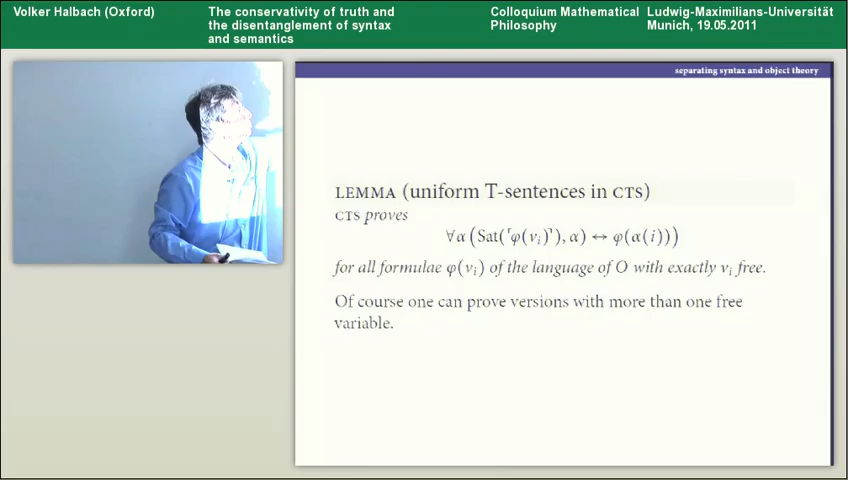 Volker Halbach (Oxford)
The conservativity of truth and
the disentanglement of syntax
and semantics
Colloquium Mathematical
Philosophy
Ludwig-Maximilians-Universität
Munich, 19.05.2011
separating syntax and object theory
LEMMA (uniform T-sentences in CTS)
CTS proves
∀α(Sat(⌜φ(vᵢ)⌝, α) ↔ φ(α(i)))
for all formulae φ(vᵢ) of the language of O with exactly vᵢ free.
Of course one can prove versions with more than one free
variable.